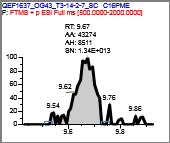 QEF1637_OG43_T3-14-2-7_SC C16PME
F: FTMS + p ESI Full ms [500.0000-2000.0000]
RT: 9.67
AA: 43274
AH: 8511
SN: 1.34E+013
100
80
60
40
20
0
9.62
9.54
9.76
9.86
9.6
9.8